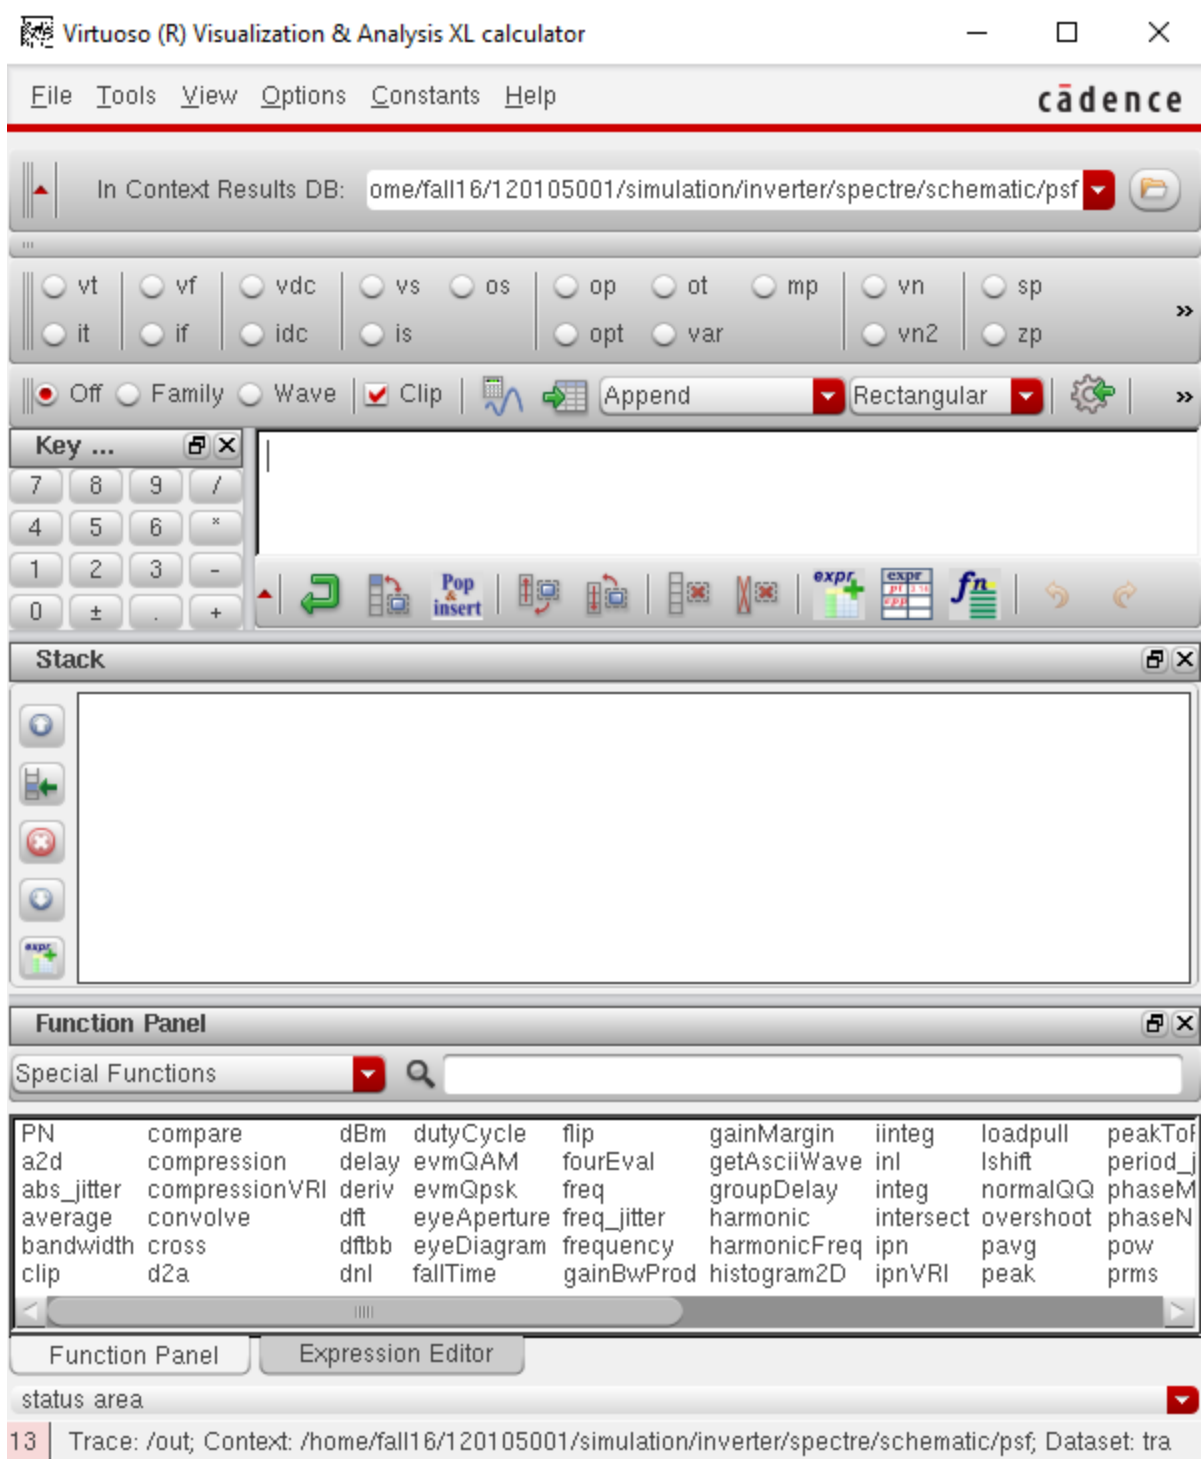 Virtuoso (R) Visualization & Analysis XL calculator
File Tools View Options Constants Help cādence
In Context Results DB: ome/fall16/120105001/simulation/inverter/spectre/schematic/psf
vt vf vdc vs os op ot mp vn sp »
it if idc is opt var vn2 zp
Off Family Wave Clip Append Rectangular »
Key ...
7 8 9 /
4 5 6 *
1 2 3 -
0 ± . +
Pop & insert expr expr fn
Stack
expr
Function Panel
Special Functions
PN compare dBm dutyCycle flip gainMargin iinteg loadpull peakTo
a2d compression delay evmQAM fourEval getAsciiWave inl lshift period_j
abs_jitter compressionVRI deriv evmQpsk freq groupDelay integ normalQQ phaseM
average convolve dft eyeAperture freq_jitter harmonic intersect overshoot phaseN
bandwidth cross dftbb eyeDiagram frequency harmonicFreq ipn pavg pow
clip d2a dnl fallTime gainBwProd histogram2D ipnVRI peak prms
Function Panel Expression Editor
status area
13 Trace: /out; Context: /home/fall16/120105001/simulation/inverter/spectre/schematic/psf; Dataset: tra